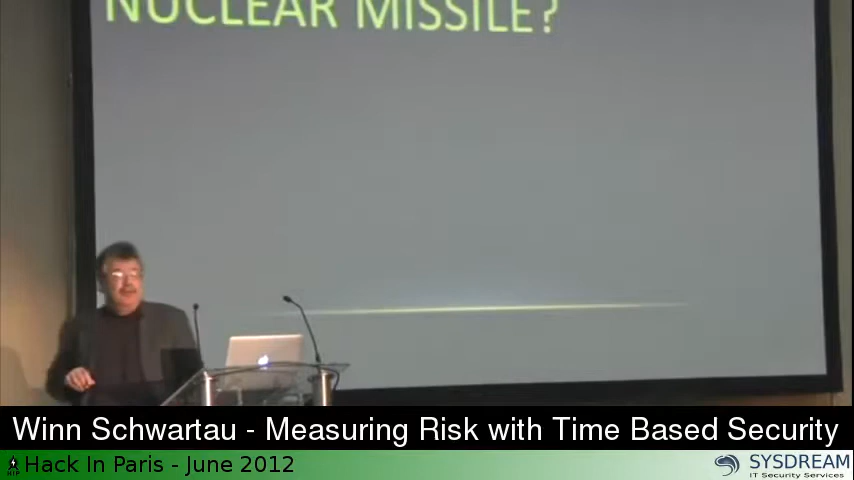 NUCLEAR MISSILE?
Winn Schwartau - Measuring Risk with Time Based Security
Hack In Paris - June 2012
SYSDREAM
IT Security Services